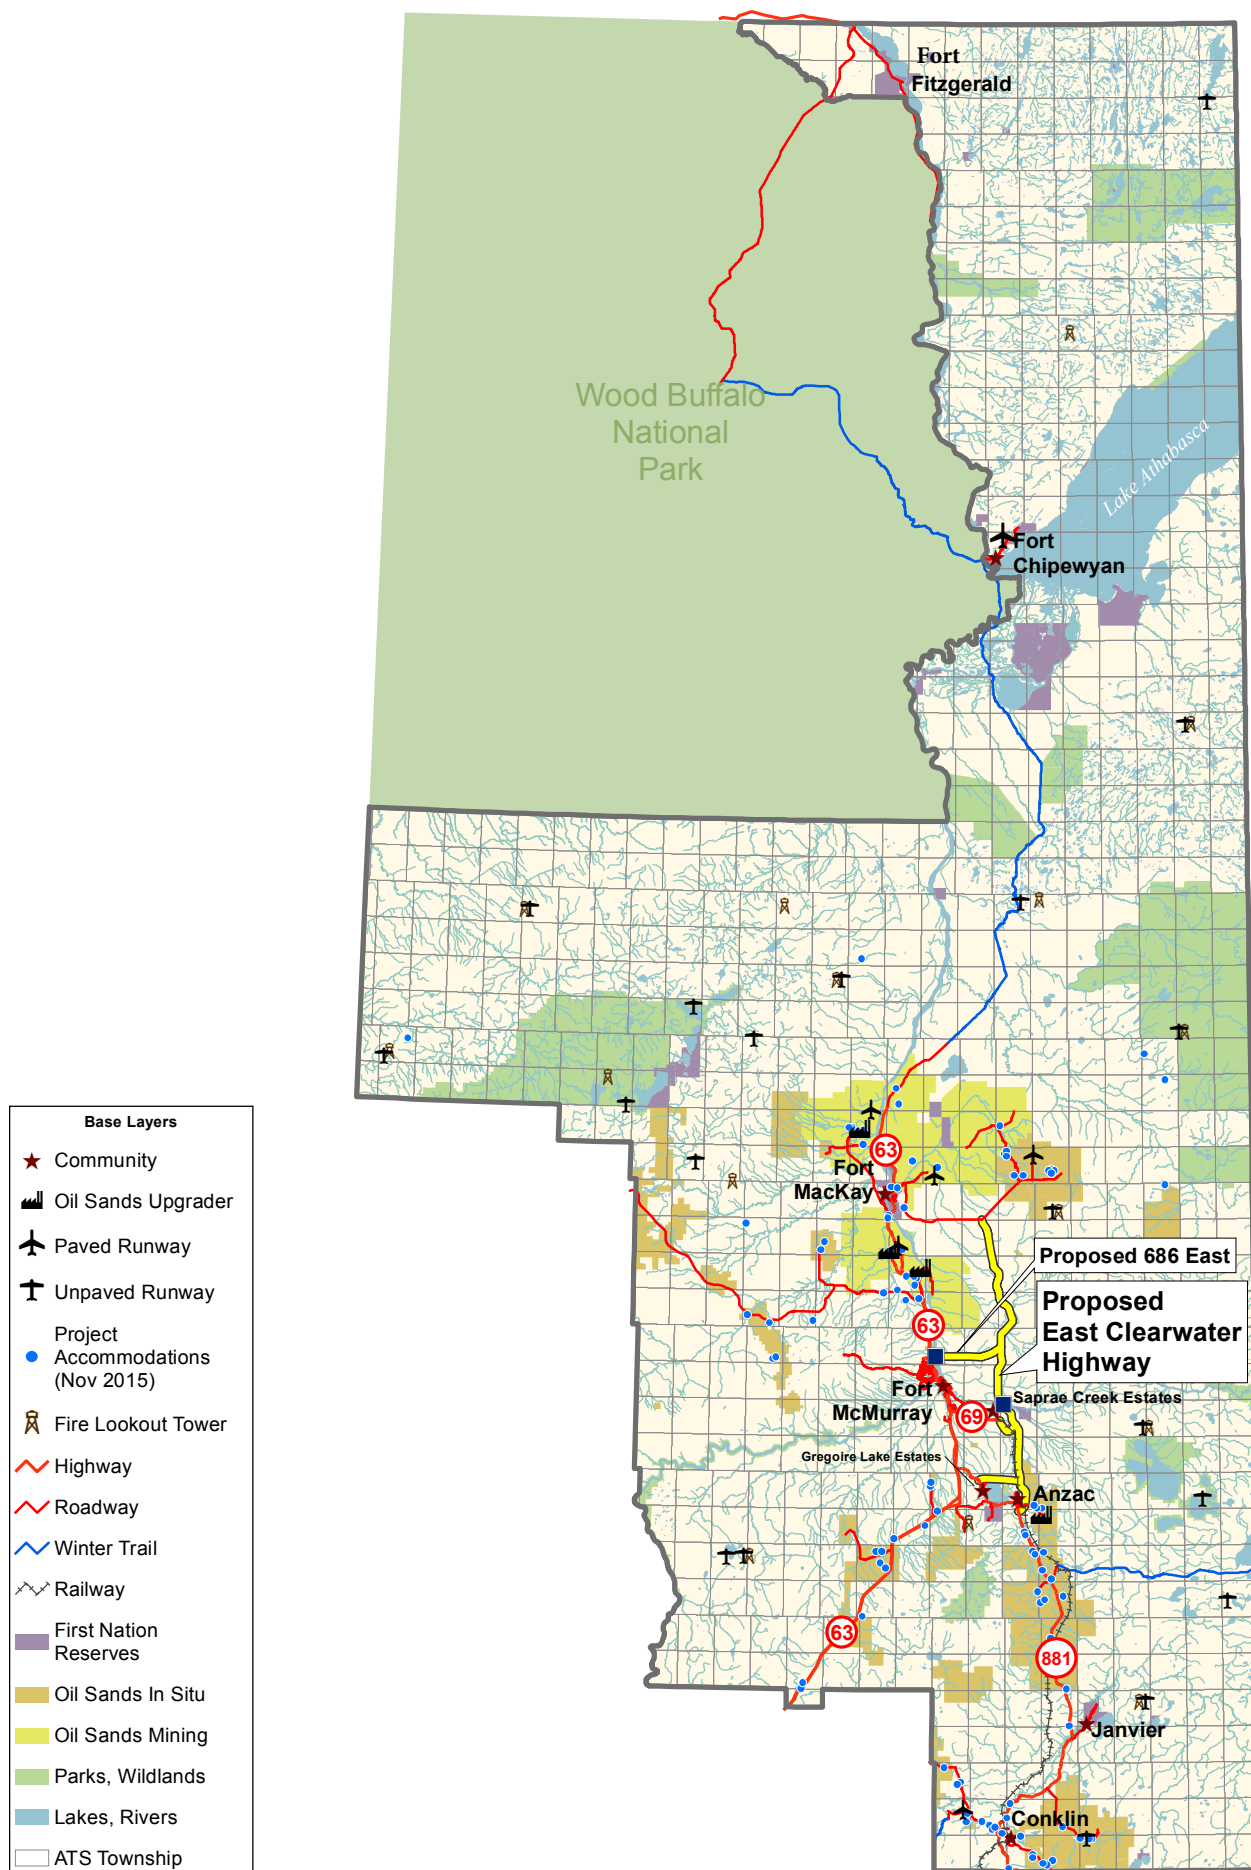 Fort
Fitzgerald
Wood Buffalo
National
Park
Lake Athabasca
Fort
Chipewyan
63
Fort
MacKay
Proposed 686 East
Proposed
East Clearwater
Highway
63
Fort
McMurray
69
Saprae Creek Estates
Gregoire Lake Estates
Anzac
63
881
Janvier
Conklin
Base Layers
Community
Oil Sands Upgrader
Paved Runway
Unpaved Runway
Project
Accommodations
(Nov 2015)
Fire Lookout Tower
Highway
Roadway
Winter Trail
Railway
First Nation
Reserves
Oil Sands In Situ
Oil Sands Mining
Parks, Wildlands
Lakes, Rivers
ATS Township